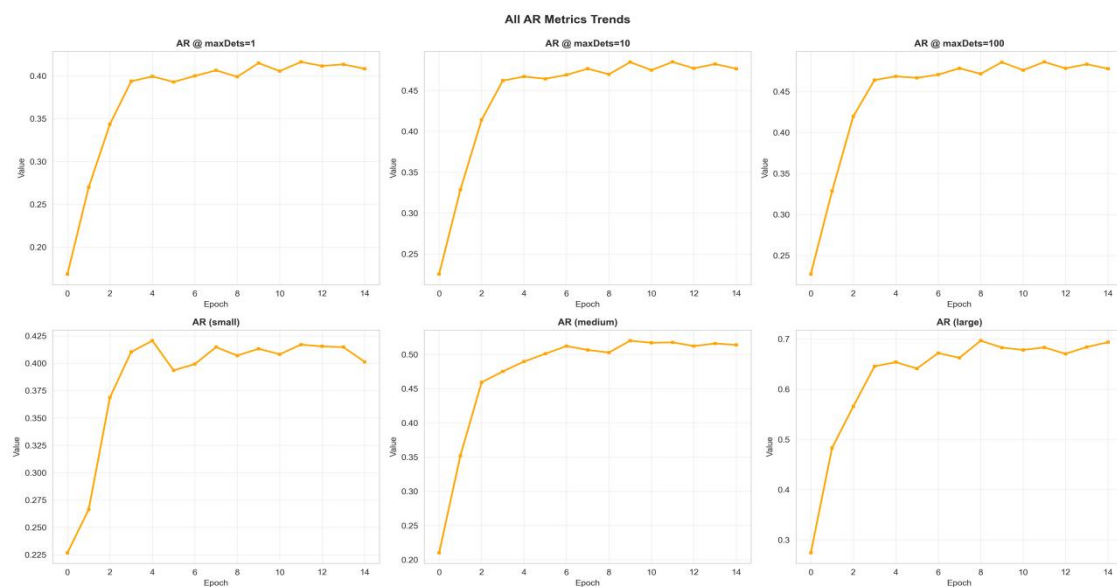 All AR Metrics Trends
AR @ maxDets=1
AR @ maxDets=10
AR @ maxDets=100
Value
0.40
0.35
0.30
0.25
0.20
0 2 4 6 8 10 12 14
Epoch
Value
0.45
0.40
0.35
0.30
0.25
0 2 4 6 8 10 12 14
Epoch
Value
0.45
0.40
0.35
0.30
0.25
0 2 4 6 8 10 12 14
Epoch
AR (small)
AR (medium)
AR (large)
Value
0.425
0.400
0.375
0.350
0.325
0.300
0.275
0.250
0.225
0 2 4 6 8 10 12 14
Epoch
Value
0.50
0.45
0.40
0.35
0.30
0.25
0.20
0 2 4 6 8 10 12 14
Epoch
Value
0.7
0.6
0.5
0.4
0.3
0 2 4 6 8 10 12 14
Epoch